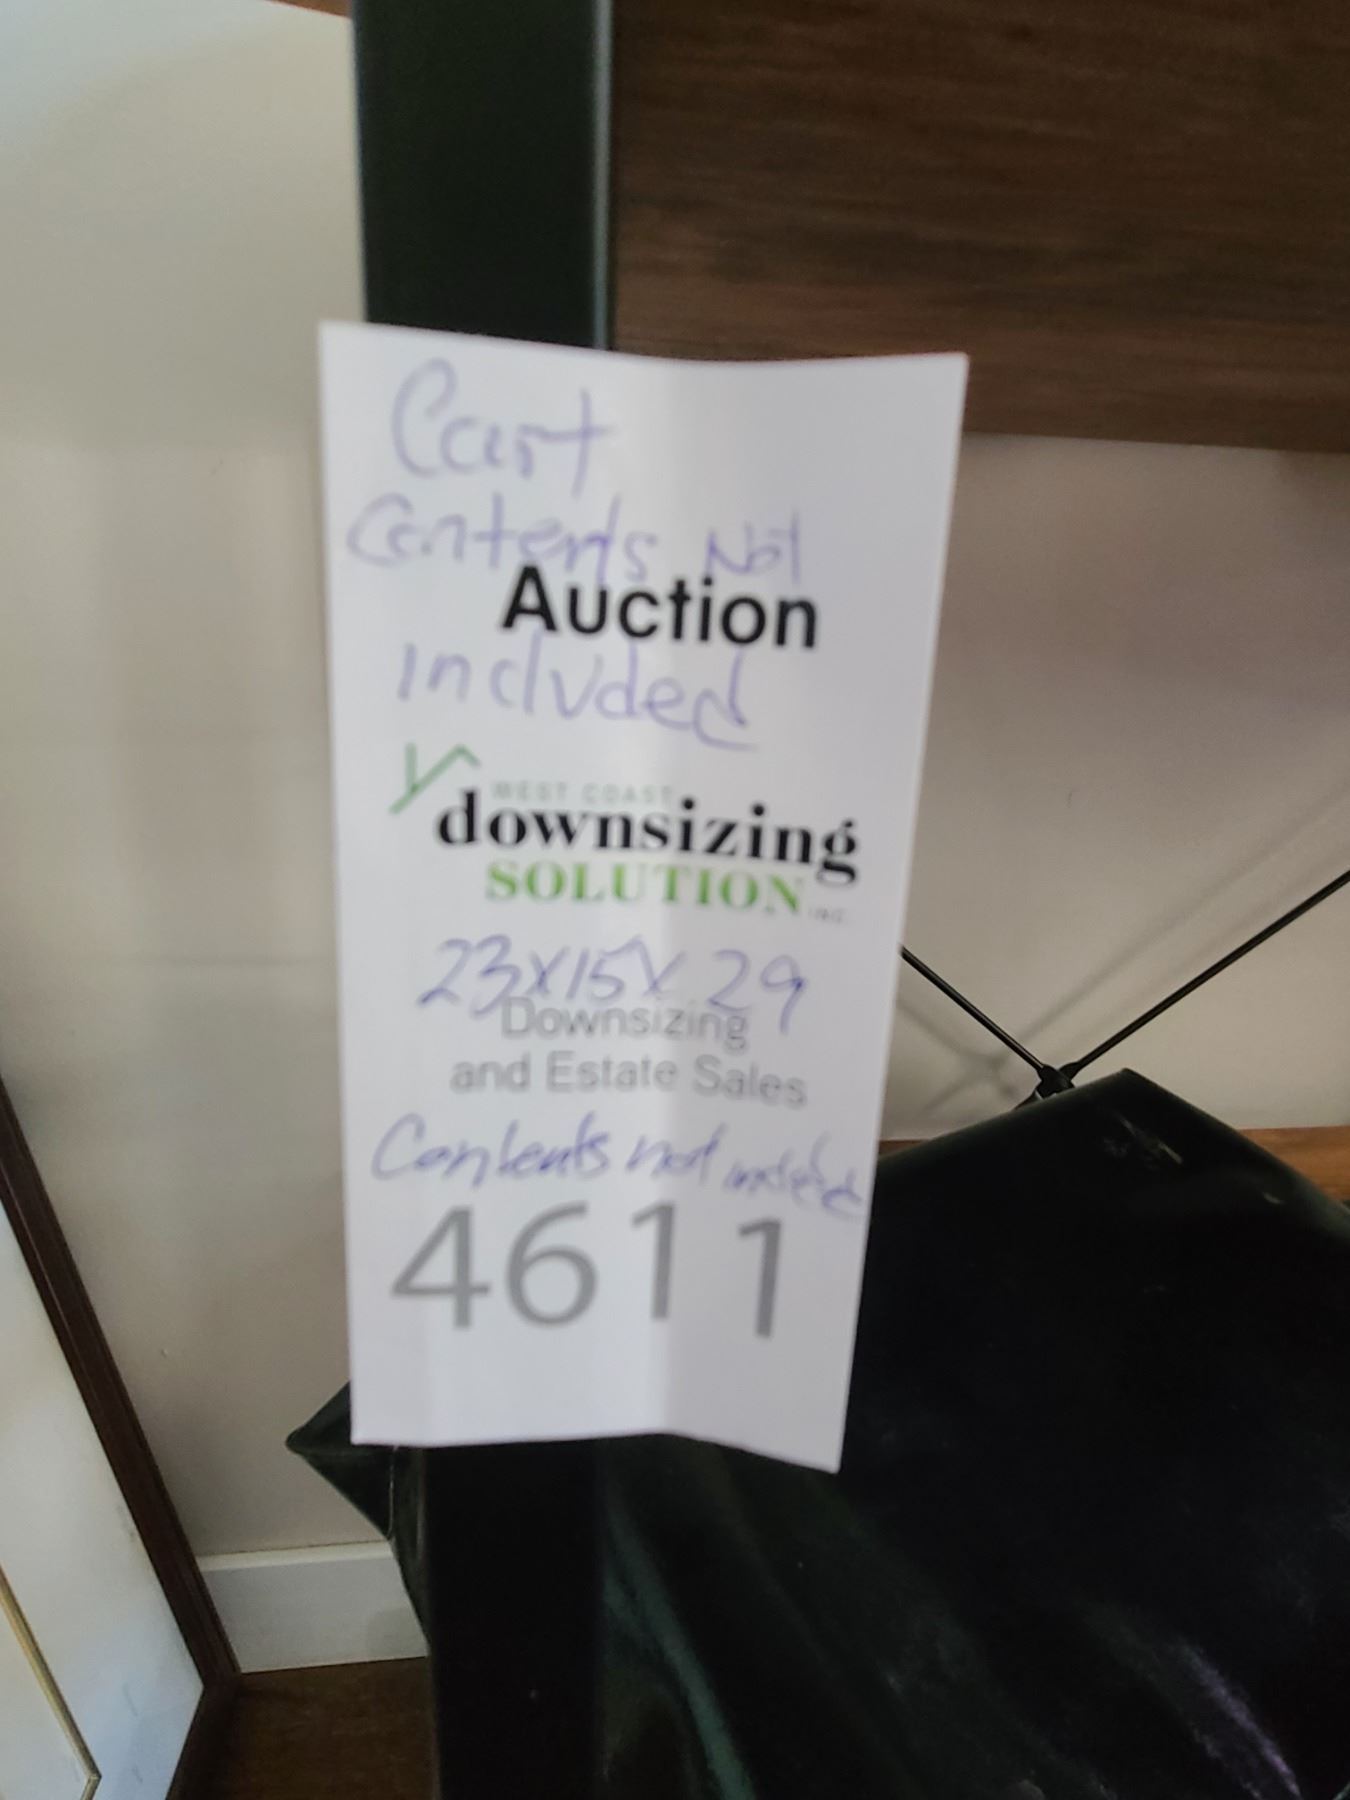 Cart
Contents Not
Auction
included
WEST COAST
downsizing
SOLUTION INC.
23x15x29
Downsizing
and Estate Sales
Contents not included
4611